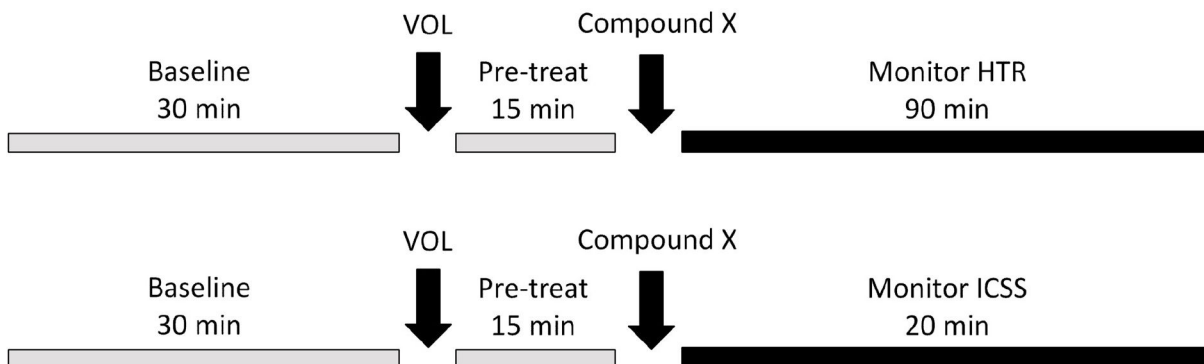 VOL
Compound X
Baseline
30 min
Pre-treat
15 min
Monitor HTR
90 min
VOL
Compound X
Baseline
30 min
Pre-treat
15 min
Monitor ICSS
20 min